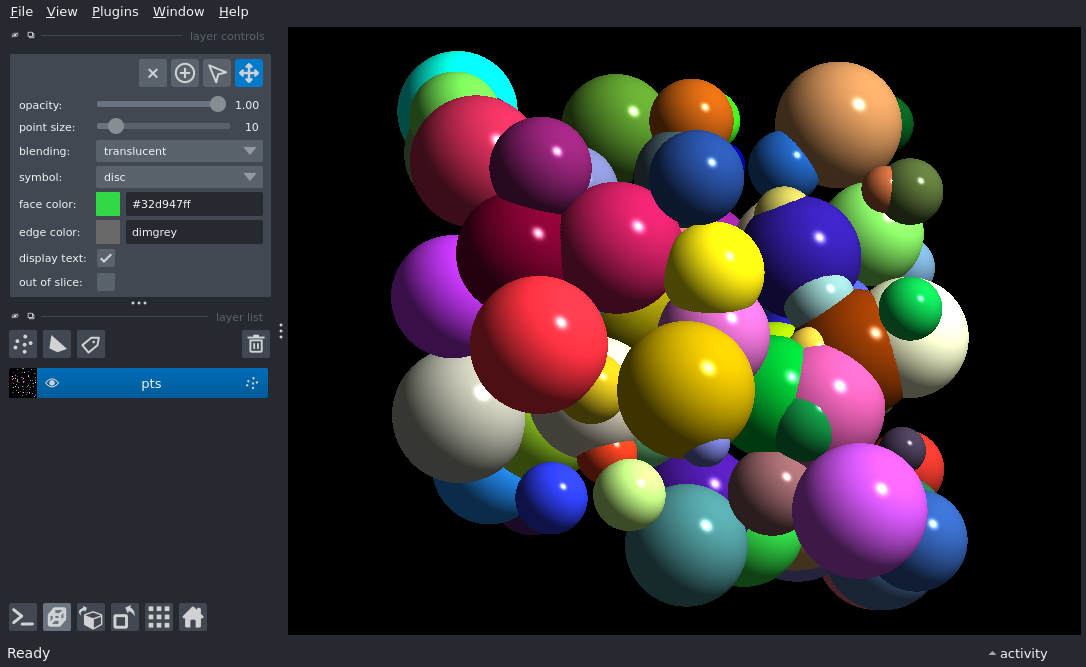 File View Plugins Window Help
layer controls
opacity: 1.00
point size: 10
blending: translucent
symbol: disc
face color: #32d947ff
edge color: dimgrey
display text:
out of slice:
layer list
pts
Ready
activity